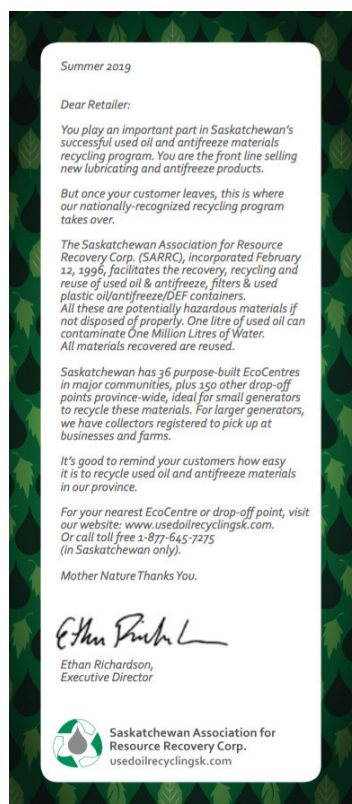 Summer 2019
Dear Retailer:
You play an important part in Saskatchewan's
successful used oil and antifreeze materials
recycling program. You are the front line selling
new lubricating and antifreeze products.
But once your customer leaves, this is where
our nationally-recognized recycling program
takes over.
The Saskatchewan Association for Resource
Recovery Corp. (SARRC), incorporated February
12, 1996, facilitates the recovery, recycling and
reuse of used oil & antifreeze, filters & used
plastic oil/antifreeze/DEF containers.
All these are potentially hazardous materials if
not disposed of properly. One litre of used oil can
contaminate One Million Litres of Water.
All materials recovered are reused.
Saskatchewan has 36 purpose-built EcoCentres
in major communities, plus 150 other drop-off
points province-wide, ideal for small generators
to recycle these materials. For larger generators,
we have collectors registered to pick up at
businesses and farms.
It's good to remind your customers how easy
it is to recycle used oil and antifreeze materials
in our province.
For your nearest EcoCentre or drop-off point, visit
our website: www.usedoilrecyclingsk.com.
Or call toll free 1-877-645-7275
(in Saskatchewan only).
Mother Nature Thanks You.
Ethan Richardson,
Executive Director
Saskatchewan Association for
Resource Recovery Corp.
usedoilrecyclingsk.com